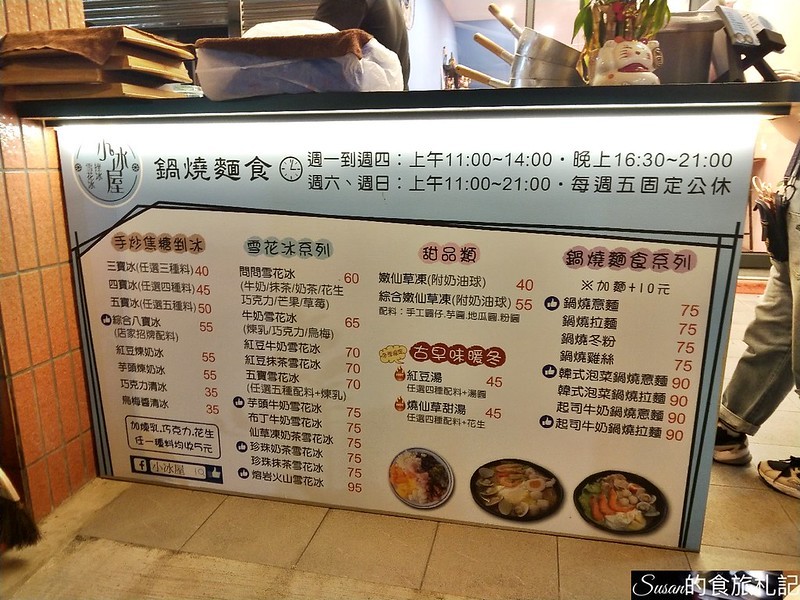 小冰屋
雪花冰
鍋燒麵食
週一到週四：上午11:00~14:00・晚上16:30~21:00
週六、週日：上午11:00~21:00・每週五固定公休
手炒焦糖剉冰
三寶冰(任選三種料) 40
四寶冰(任選四種料) 45
五寶冰(任選五種料) 50
綜合八寶冰 55
(店家招牌配料)
紅豆煉奶冰 55
芋頭煉奶冰 55
巧克力清冰 35
烏梅醬清冰 35
加煉乳.巧克力.花生
任一種料均收5元
小冰屋
雪花冰系列
問問雪花冰 60
(牛奶/抹茶/奶茶/花生
巧克力/芒果/草莓)
牛奶雪花冰 65
(煉乳/巧克力/烏梅)
紅豆牛奶雪花冰 70
紅豆抹茶雪花冰 70
五寶雪花冰 70
(任選五種配料+煉乳)
芋頭牛奶雪花冰 75
布丁牛奶雪花冰 75
仙草凍奶茶雪花冰 75
珍珠奶茶雪花冰 75
珍珠抹茶雪花冰 75
熔岩火山雪花冰 95
甜品類
嫩仙草凍(附奶油球) 40
綜合嫩仙草凍(附奶油球) 55
配料：手工圓仔.芋圓.地瓜圓.粉圓
古早味暖冬
紅豆湯 45
任選四種配料+湯圓
燒仙草甜湯 45
任選四種配料+花生
鍋燒麵食系列
※加麵+10元
鍋燒意麵 75
鍋燒拉麵 75
鍋燒冬粉 75
鍋燒雞絲 75
韓式泡菜鍋燒意麵 90
韓式泡菜鍋燒拉麵 90
起司牛奶鍋燒意麵 90
起司牛奶鍋燒拉麵 90
Susan的食旅札記